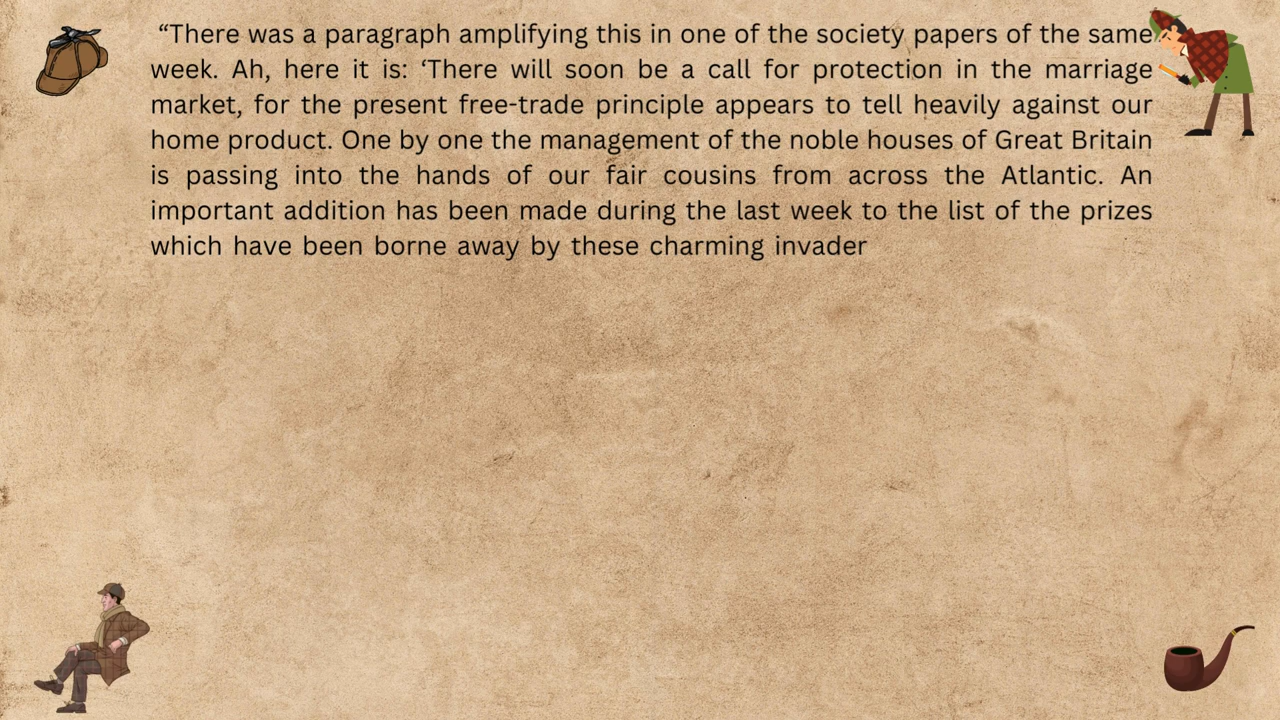 “There was a paragraph amplifying this in one of the society papers of the same
week. Ah, here it is: ‘There will soon be a call for protection in the marriage
market, for the present free-trade principle appears to tell heavily against our
home product. One by one the management of the noble houses of Great Britain
is passing into the hands of our fair cousins from across the Atlantic. An
important addition has been made during the last week to the list of the prizes
which have been borne away by these charming invader